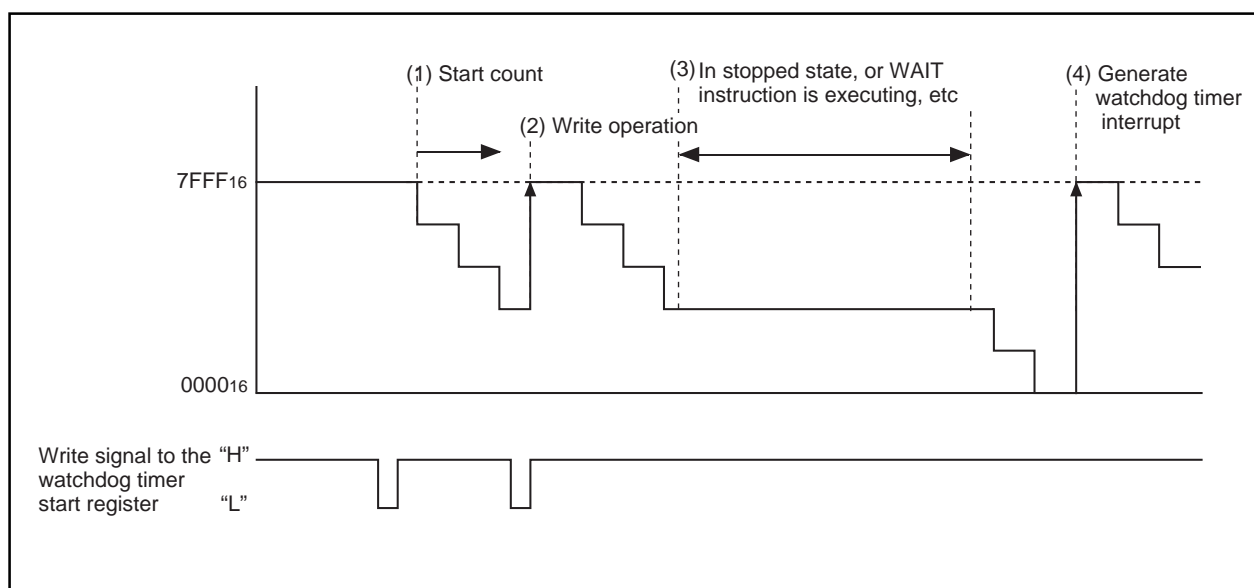 (1) Start count
(2) Write operation
(3) In stopped state, or WAIT
instruction is executing, etc
(4) Generate
watchdog timer
interrupt
7FFF16
000016
Write signal to the “H”
watchdog timer
start register “L”